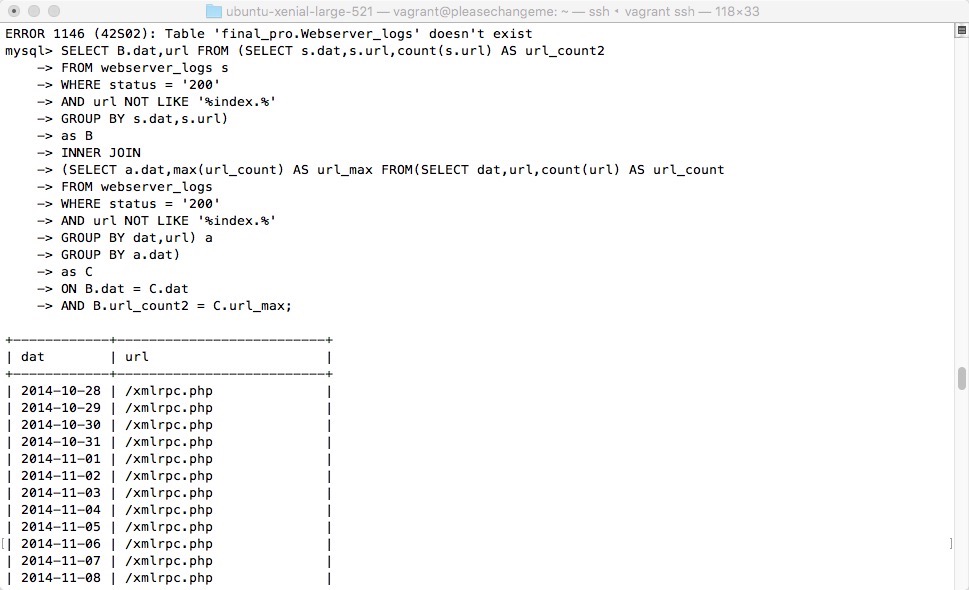 ubuntu-xenial-large-521 — vagrant@pleasechangeme: ~ — ssh • vagrant ssh — 118×33
ERROR 1146 (42S02): Table 'final_pro.Webserver_logs' doesn't exist
mysql> SELECT B.dat,url FROM (SELECT s.dat,s.url,count(s.url) AS url_count2
    -> FROM webserver_logs s
    -> WHERE status = '200'
    -> AND url NOT LIKE '%index.%'
    -> GROUP BY s.dat,s.url)
    -> as B
    -> INNER JOIN
    -> (SELECT a.dat,max(url_count) AS url_max FROM(SELECT dat,url,count(url) AS url_count
    -> FROM webserver_logs
    -> WHERE status = '200'
    -> AND url NOT LIKE '%index.%'
    -> GROUP BY dat,url) a
    -> GROUP BY a.dat)
    -> as C
    -> ON B.dat = C.dat
    -> AND B.url_count2 = C.url_max;
+------------+--------------------------+
| dat        | url                      |
+------------+--------------------------+
| 2014-10-28 | /xmlrpc.php              |
| 2014-10-29 | /xmlrpc.php              |
| 2014-10-30 | /xmlrpc.php              |
| 2014-10-31 | /xmlrpc.php              |
| 2014-11-01 | /xmlrpc.php              |
| 2014-11-02 | /xmlrpc.php              |
| 2014-11-03 | /xmlrpc.php              |
| 2014-11-04 | /xmlrpc.php              |
| 2014-11-05 | /xmlrpc.php              |
[| 2014-11-06 | /xmlrpc.php              | ]
| 2014-11-07 | /xmlrpc.php              |
| 2014-11-08 | /xmlrpc.php              |